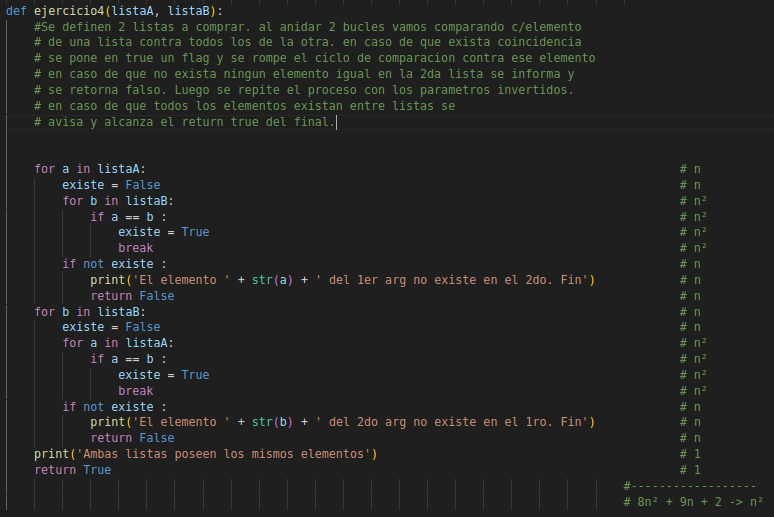 def ejercicio4(listaA, listaB):
#Se definen 2 listas a comprar. al anidar 2 bucles vamos comparando c/elemento
# de una lista contra todos los de la otra. en caso de que exista coincidencia
# se pone en true un flag y se rompe el ciclo de comparacion contra ese elemento
# en caso de que no exista ningun elemento igual en la 2da lista se informa y
# se retorna falso. Luego se repite el proceso con los parametros invertidos.
# en caso de que todos los elementos existan entre listas se
# avisa y alcanza el return true del final.
for a in listaA: # n
existe = False # n
for b in listaB: # n²
if a == b : # n²
existe = True # n²
break # n²
if not existe : # n
print('El elemento ' + str(a) + ' del 1er arg no existe en el 2do. Fin') # n
return False # n
for b in listaB: # n
existe = False # n
for a in listaA: # n²
if a == b : # n²
existe = True # n²
break # n²
if not existe : # n
print('El elemento ' + str(b) + ' del 2do arg no existe en el 1ro. Fin') # n
return False # n
print('Ambas listas poseen los mismos elementos') # 1
return True # 1
#------------------
# 8n² + 9n + 2 -> n²